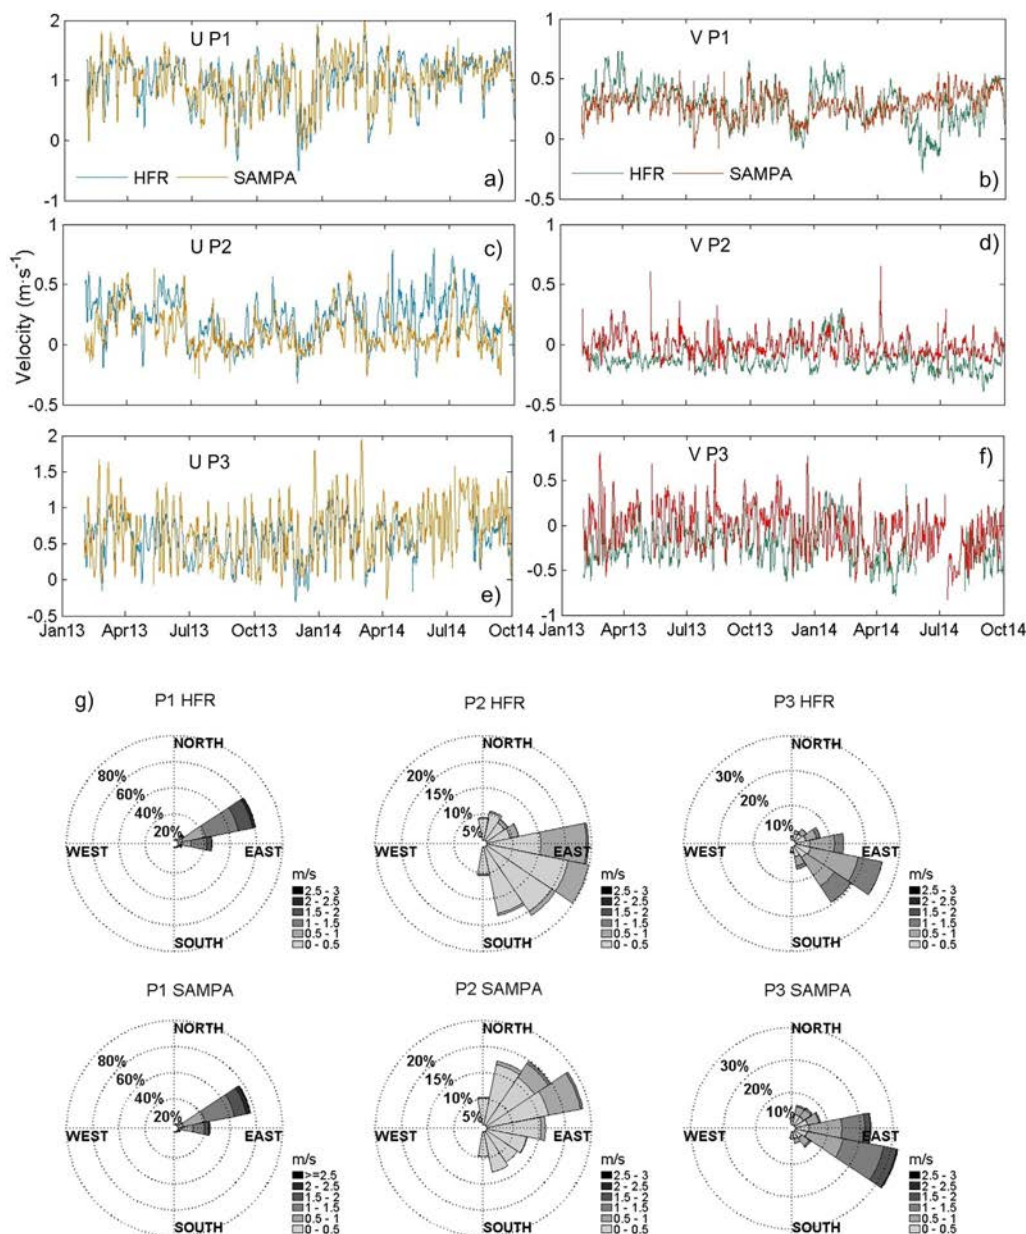 2
1
0
-1
U P1
HFR
SAMPA
a)
1
0.5
0
-0.5
V P1
HFR
SAMPA
b)
Velocity (m·s-1)
1
0.5
0
-0.5
U P2
c)
1
0.5
0
-0.5
V P2
d)
2
1.5
1
0.5
0
-0.5
U P3
e)
Jan13 Apr13 Jul13 Oct13 Jan14 Apr14 Jul14 Oct14
1
0.5
0
-0.5
-1
V P3
f)
Jan13 Apr13 Jul13 Oct13 Jan14 Apr14 Jul14 Oct14
g)
P1 HFR
NORTH
80%
60%
40%
20%
WEST EAST
SOUTH
m/s
2.5 - 3
2 - 2.5
1.5 - 2
1 - 1.5
0.5 - 1
0 - 0.5
P2 HFR
NORTH
20%
15%
10%
5%
WEST EAST
SOUTH
m/s
2.5 - 3
2 - 2.5
1.5 - 2
1 - 1.5
0.5 - 1
0 - 0.5
P3 HFR
NORTH
30%
20%
10%
WEST EAST
SOUTH
m/s
2.5 - 3
2 - 2.5
1.5 - 2
1 - 1.5
0.5 - 1
0 - 0.5
P1 SAMPA
NORTH
80%
60%
40%
20%
WEST EAST
SOUTH
m/s
>=2.5
2 - 2.5
1.5 - 2
1 - 1.5
0.5 - 1
0 - 0.5
P2 SAMPA
NORTH
20%
15%
10%
5%
WEST EAST
SOUTH
m/s
2.5 - 3
2 - 2.5
1.5 - 2
1 - 1.5
0.5 - 1
0 - 0.5
P3 SAMPA
NORTH
30%
20%
10%
WEST EAST
SOUTH
m/s
2.5 - 3
2 - 2.5
1.5 - 2
1 - 1.5
0.5 - 1
0 - 0.5